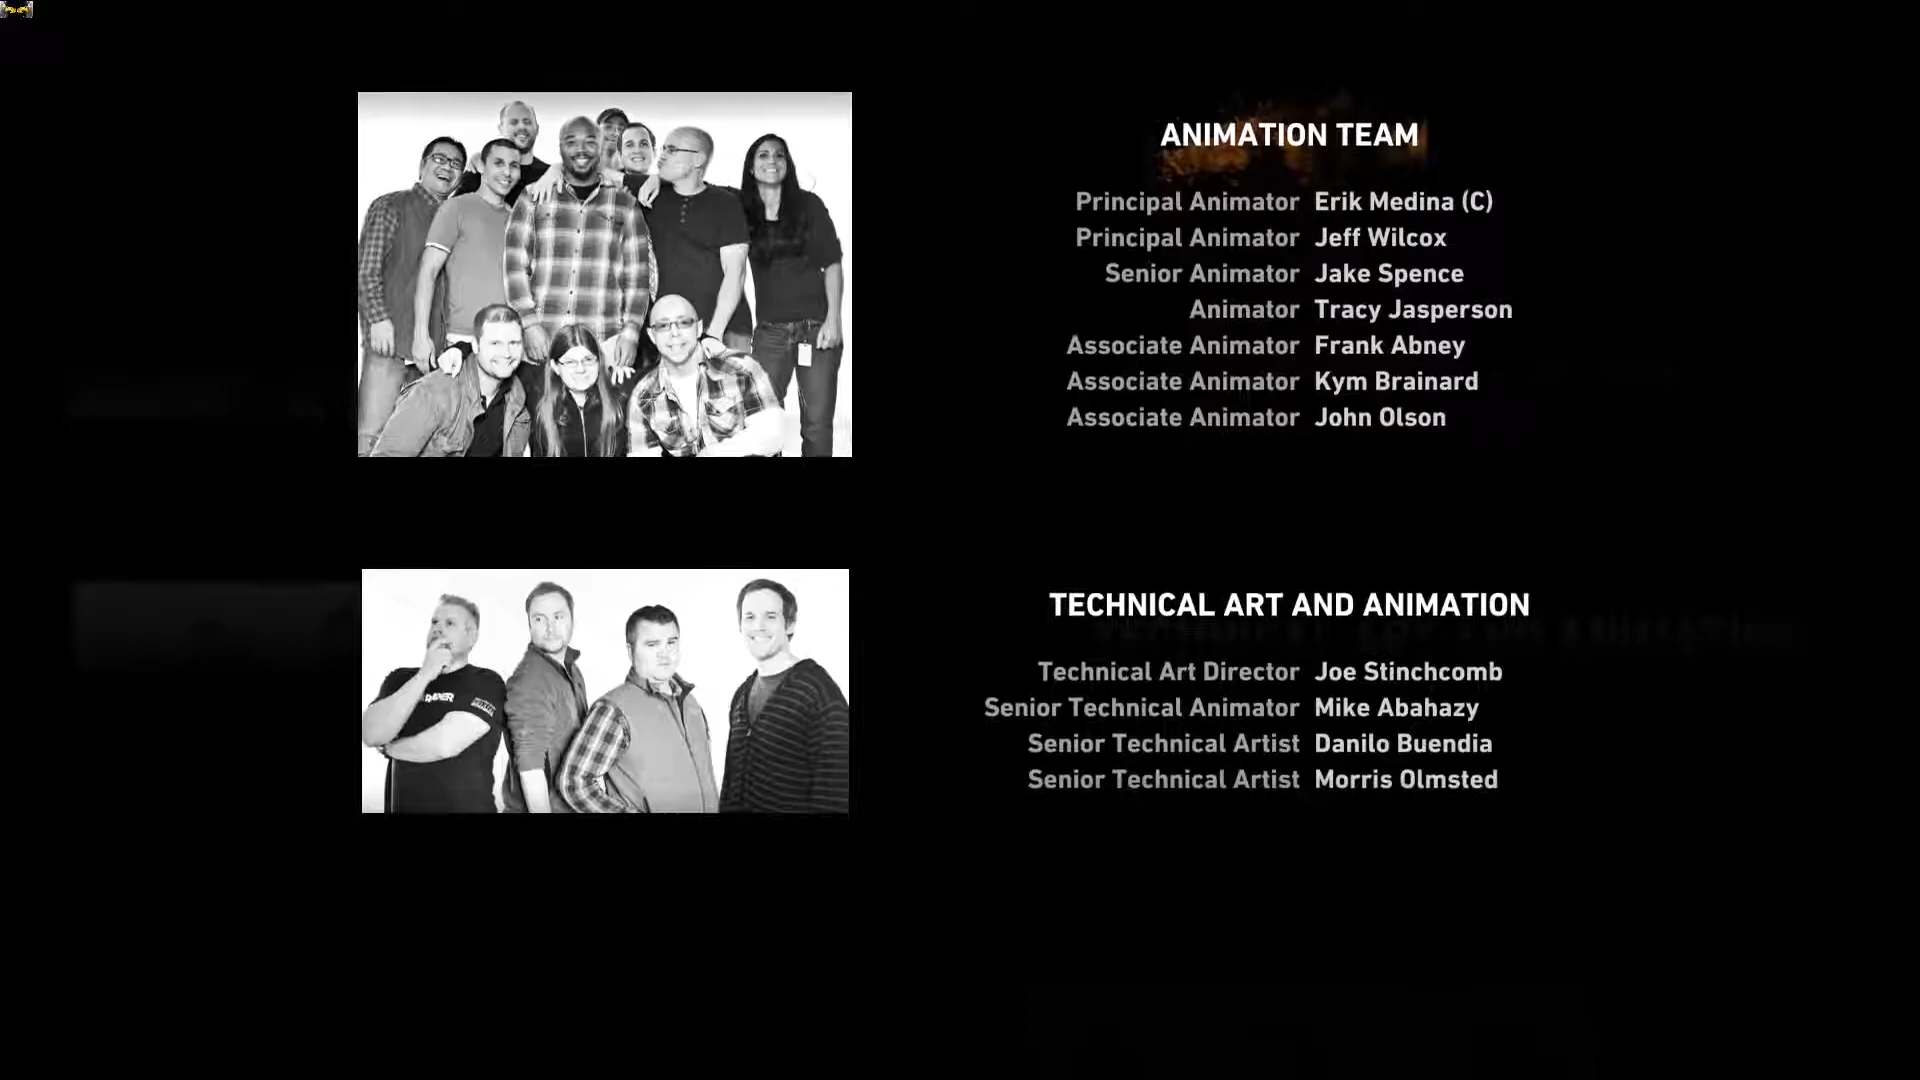 ANIMATION TEAM
Principal Animator Erik Medina (C)
Principal Animator Jeff Wilcox
Senior Animator Jake Spence
Animator Tracy Jasperson
Associate Animator Frank Abney
Associate Animator Kym Brainard
Associate Animator John Olson
TECHNICAL ART AND ANIMATION
Technical Art Director Joe Stinchcomb
Senior Technical Animator Mike Abahazy
Senior Technical Artist Danilo Buendia
Senior Technical Artist Morris Olmsted